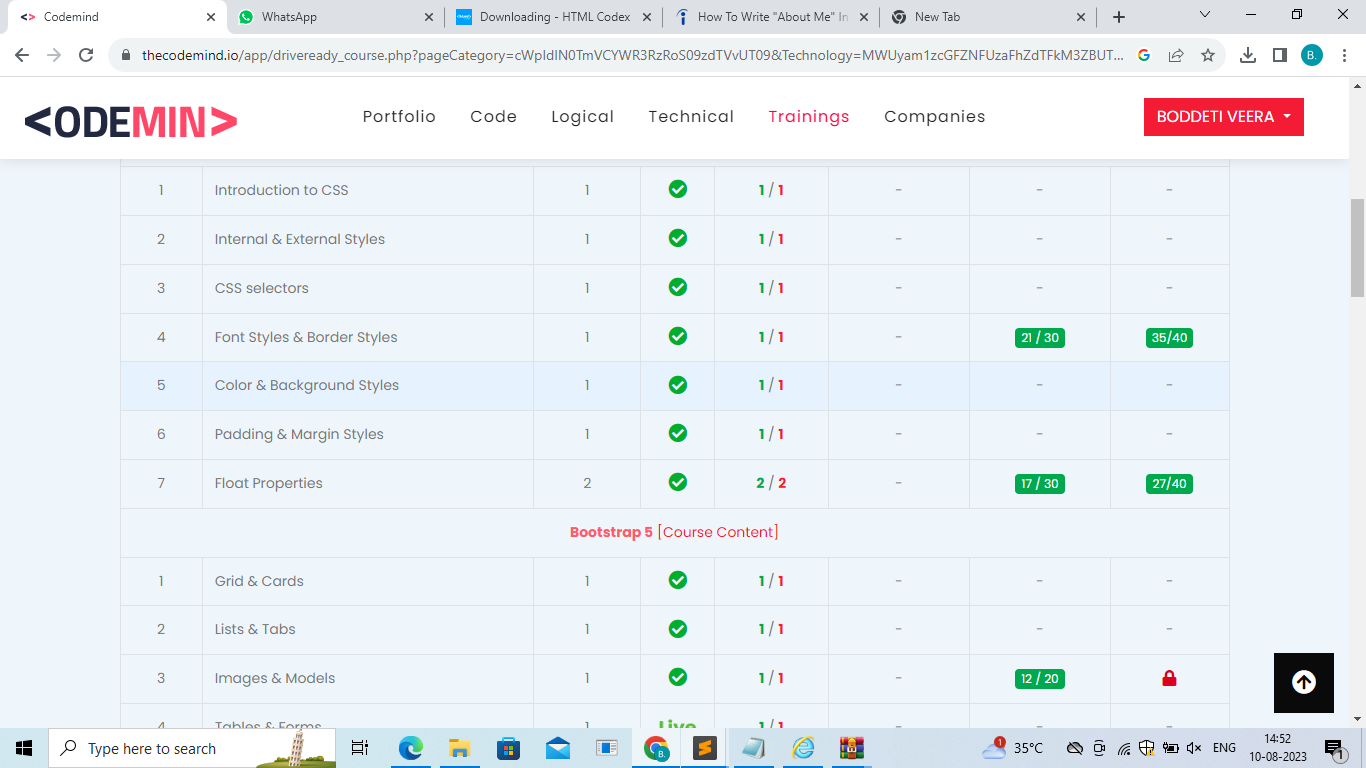 Codemind
WhatsApp
Downloading - HTML Codex
How To Write "About Me" In
New Tab
thecodemind.io/app/driveready_course.php?pageCategory=cWpIdIN0TmVCYWR3RzRoS09zdTVvUT09&Technology=MWUyam1zcGFZNFUzaFhZdTFkM3ZBUT...
B.
<ODEMIN>
Portfolio
Code
Logical
Technical
Trainings
Companies
BODDETI VEERA
1 Introduction to CSS 1 1 / 1 - - -
2 Internal & External Styles 1 1 / 1 - - -
3 CSS selectors 1 1 / 1 - - -
4 Font Styles & Border Styles 1 1 / 1 - 21 / 30 35/40
5 Color & Background Styles 1 1 / 1 - - -
6 Padding & Margin Styles 1 1 / 1 - - -
7 Float Properties 2 2 / 2 - 17 / 30 27/40
Bootstrap 5 [Course Content]
1 Grid & Cards 1 1 / 1 - - -
2 Lists & Tabs 1 1 / 1 - - -
3 Images & Models 1 1 / 1 - 12 / 20
4 Tables & Forms 1 Live 1 / 1 - - -
Type here to search
B.
1
35°C
ENG
14:52
10-08-2023
1